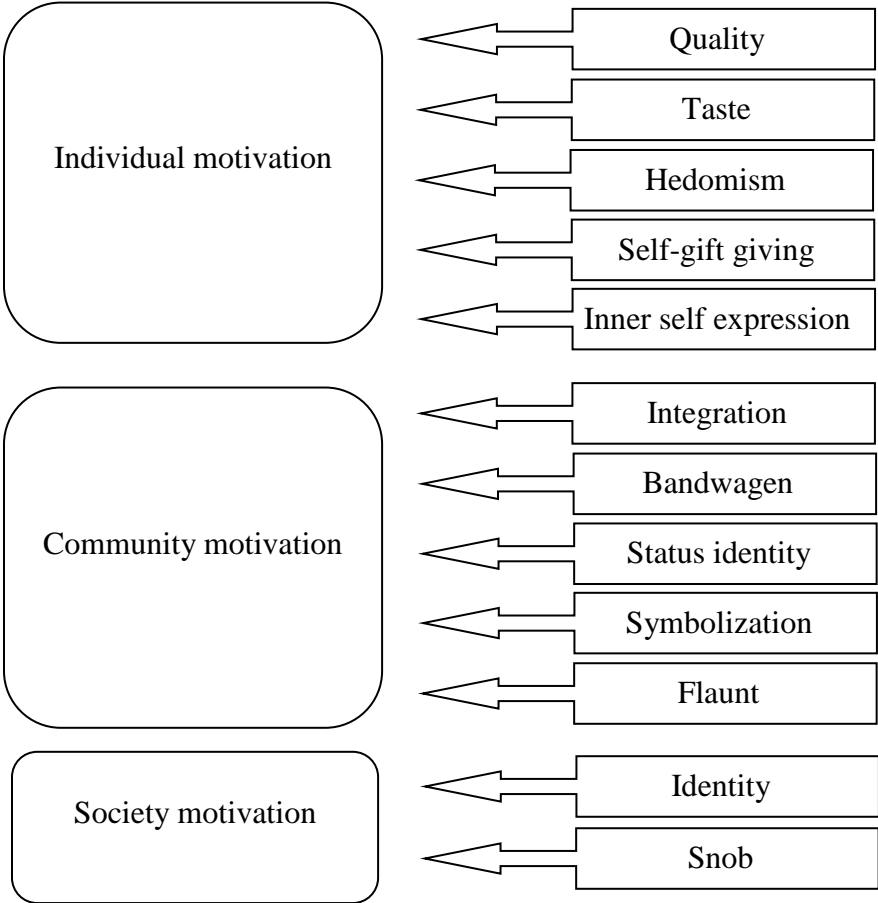 Individual motivation
Quality
Taste
Hedomism
Self-gift giving
Inner self expression
Community motivation
Integration
Bandwagen
Status identity
Symbolization
Flaunt
Society motivation
Identity
Snob